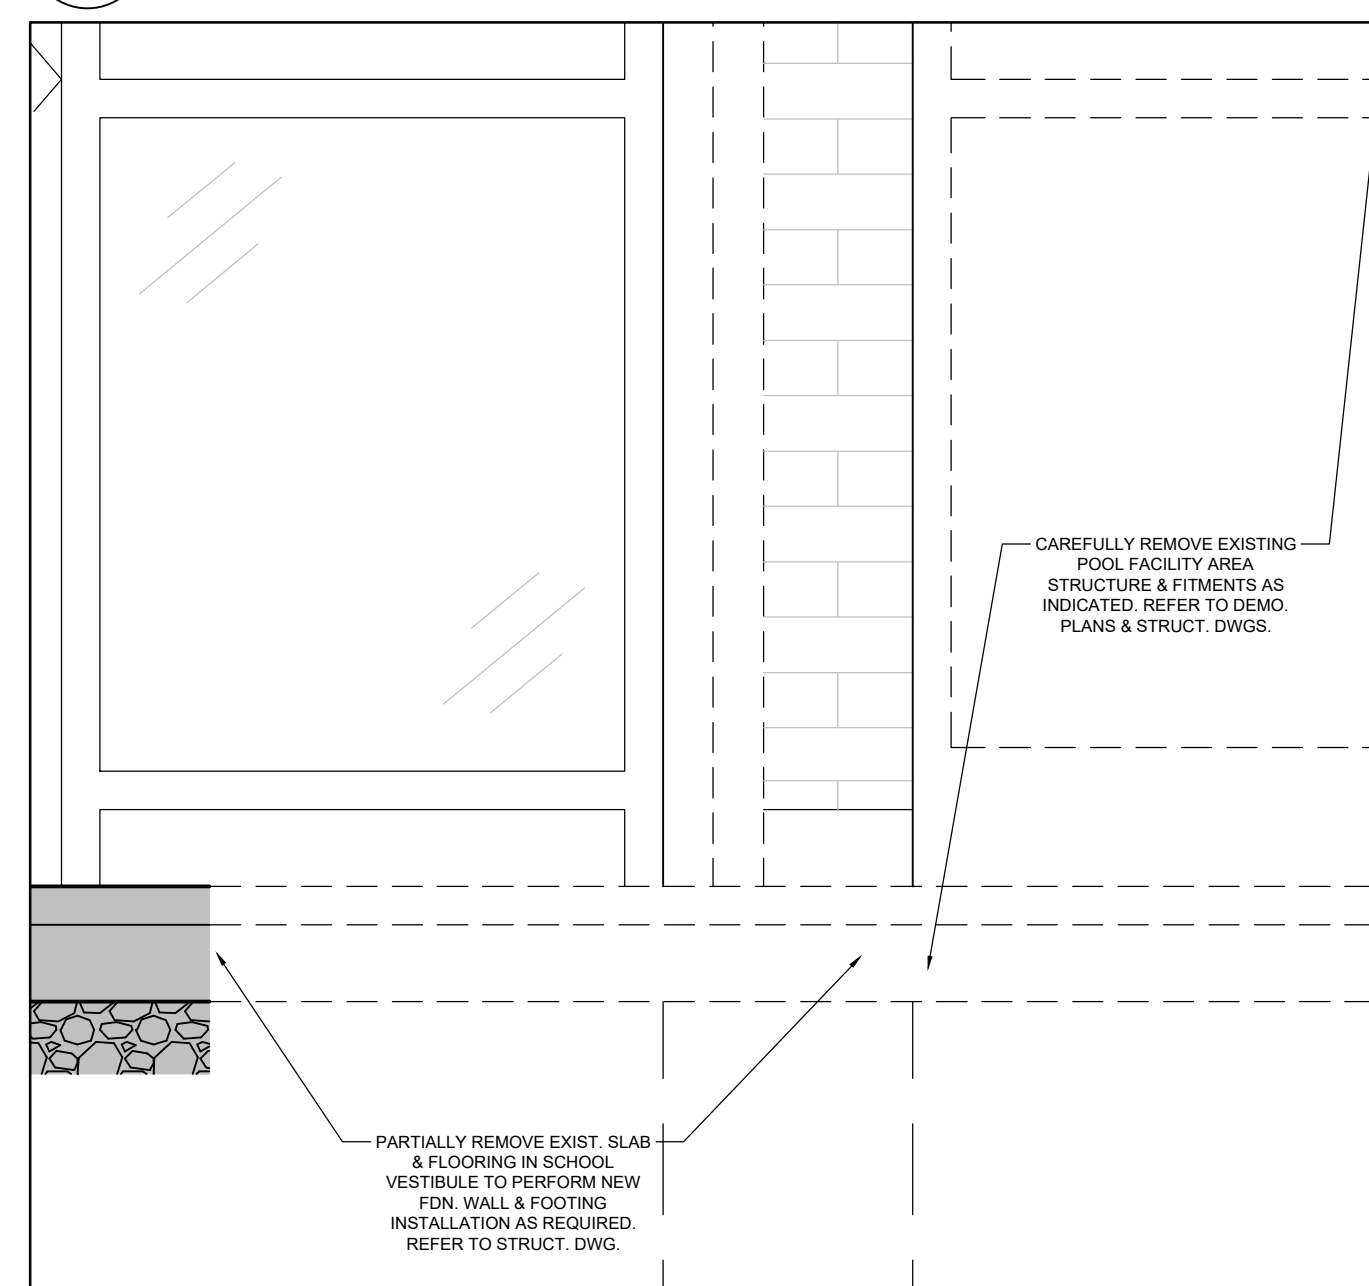 CAREFULLY REMOVE EXISTING
POOL FACILITY AREA
STRUCTURE & FITMENTS AS
INDICATED. REFER TO DEMO.
PLANS & STRUCT. DWGS.
PARTIALLY REMOVE EXIST. SLAB
& FLOORING IN SCHOOL
VESTIBULE TO PERFORM NEW
FDN. WALL & FOOTING
INSTALLATION AS REQUIRED.
REFER TO STRUCT. DWG.